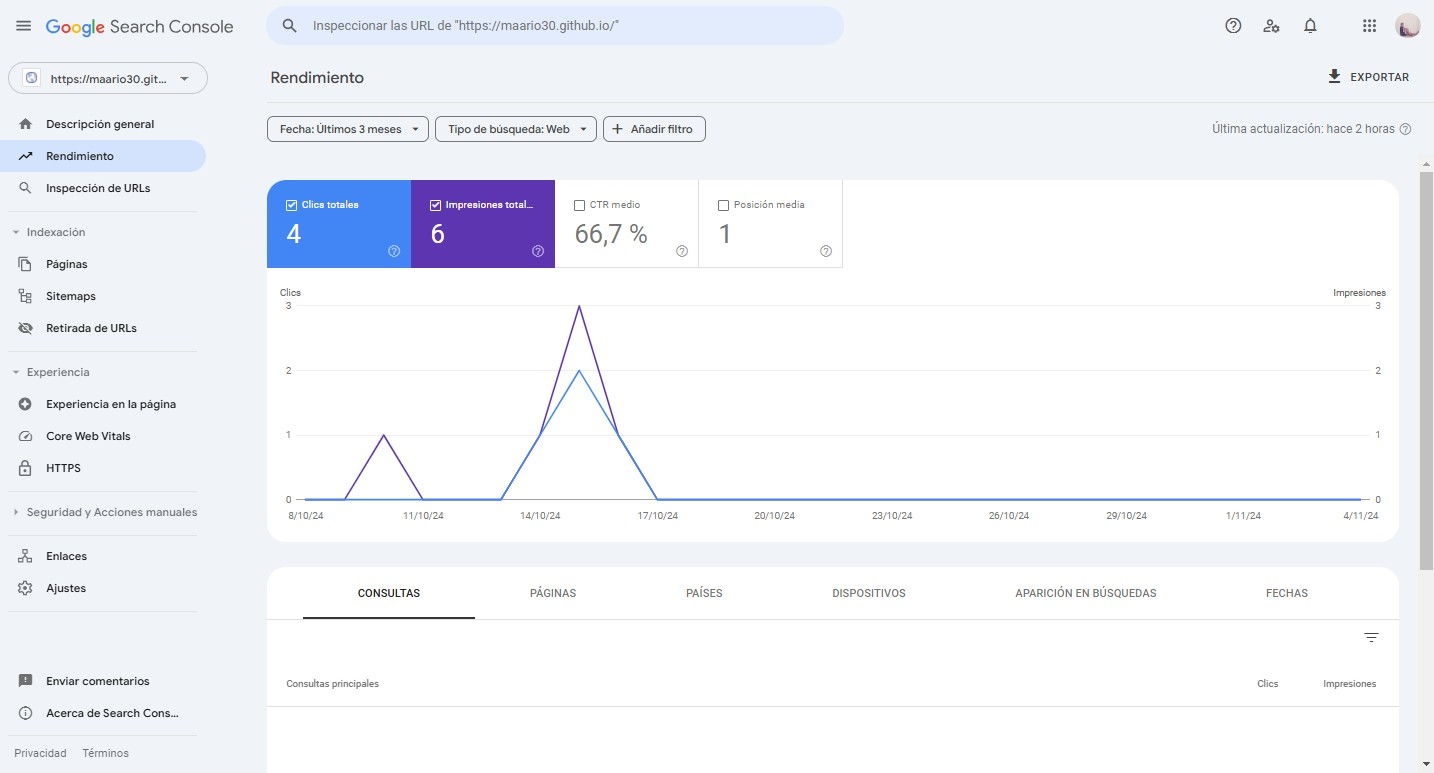 Google Search Console
Inspeccionar las URL de "https://maario30.github.io/"
https://maario30.git...
Rendimiento
EXPORTAR
Descripción general
Rendimiento
Inspección de URLs
Indexación
Páginas
Sitemaps
Retirada de URLs
Experiencia
Experiencia en la página
Core Web Vitals
HTTPS
Seguridad y Acciones manuales
Enlaces
Ajustes
Enviar comentarios
Acerca de Search Cons...
Privacidad Términos
Fecha: Últimos 3 meses
Tipo de búsqueda: Web
Añadir filtro
Última actualización: hace 2 horas
Clics totales
4
Impresiones total...
6
CTR medio
66,7 %
Posición media
1
Clics
Impresiones
3 3
2 2
1 1
0 0
8/10/24 11/10/24 14/10/24 17/10/24 20/10/24 23/10/24 26/10/24 29/10/24 1/11/24 4/11/24
CONSULTAS PÁGINAS PAÍSES DISPOSITIVOS APARICIÓN EN BÚSQUEDAS FECHAS
Consultas principales Clics Impresiones